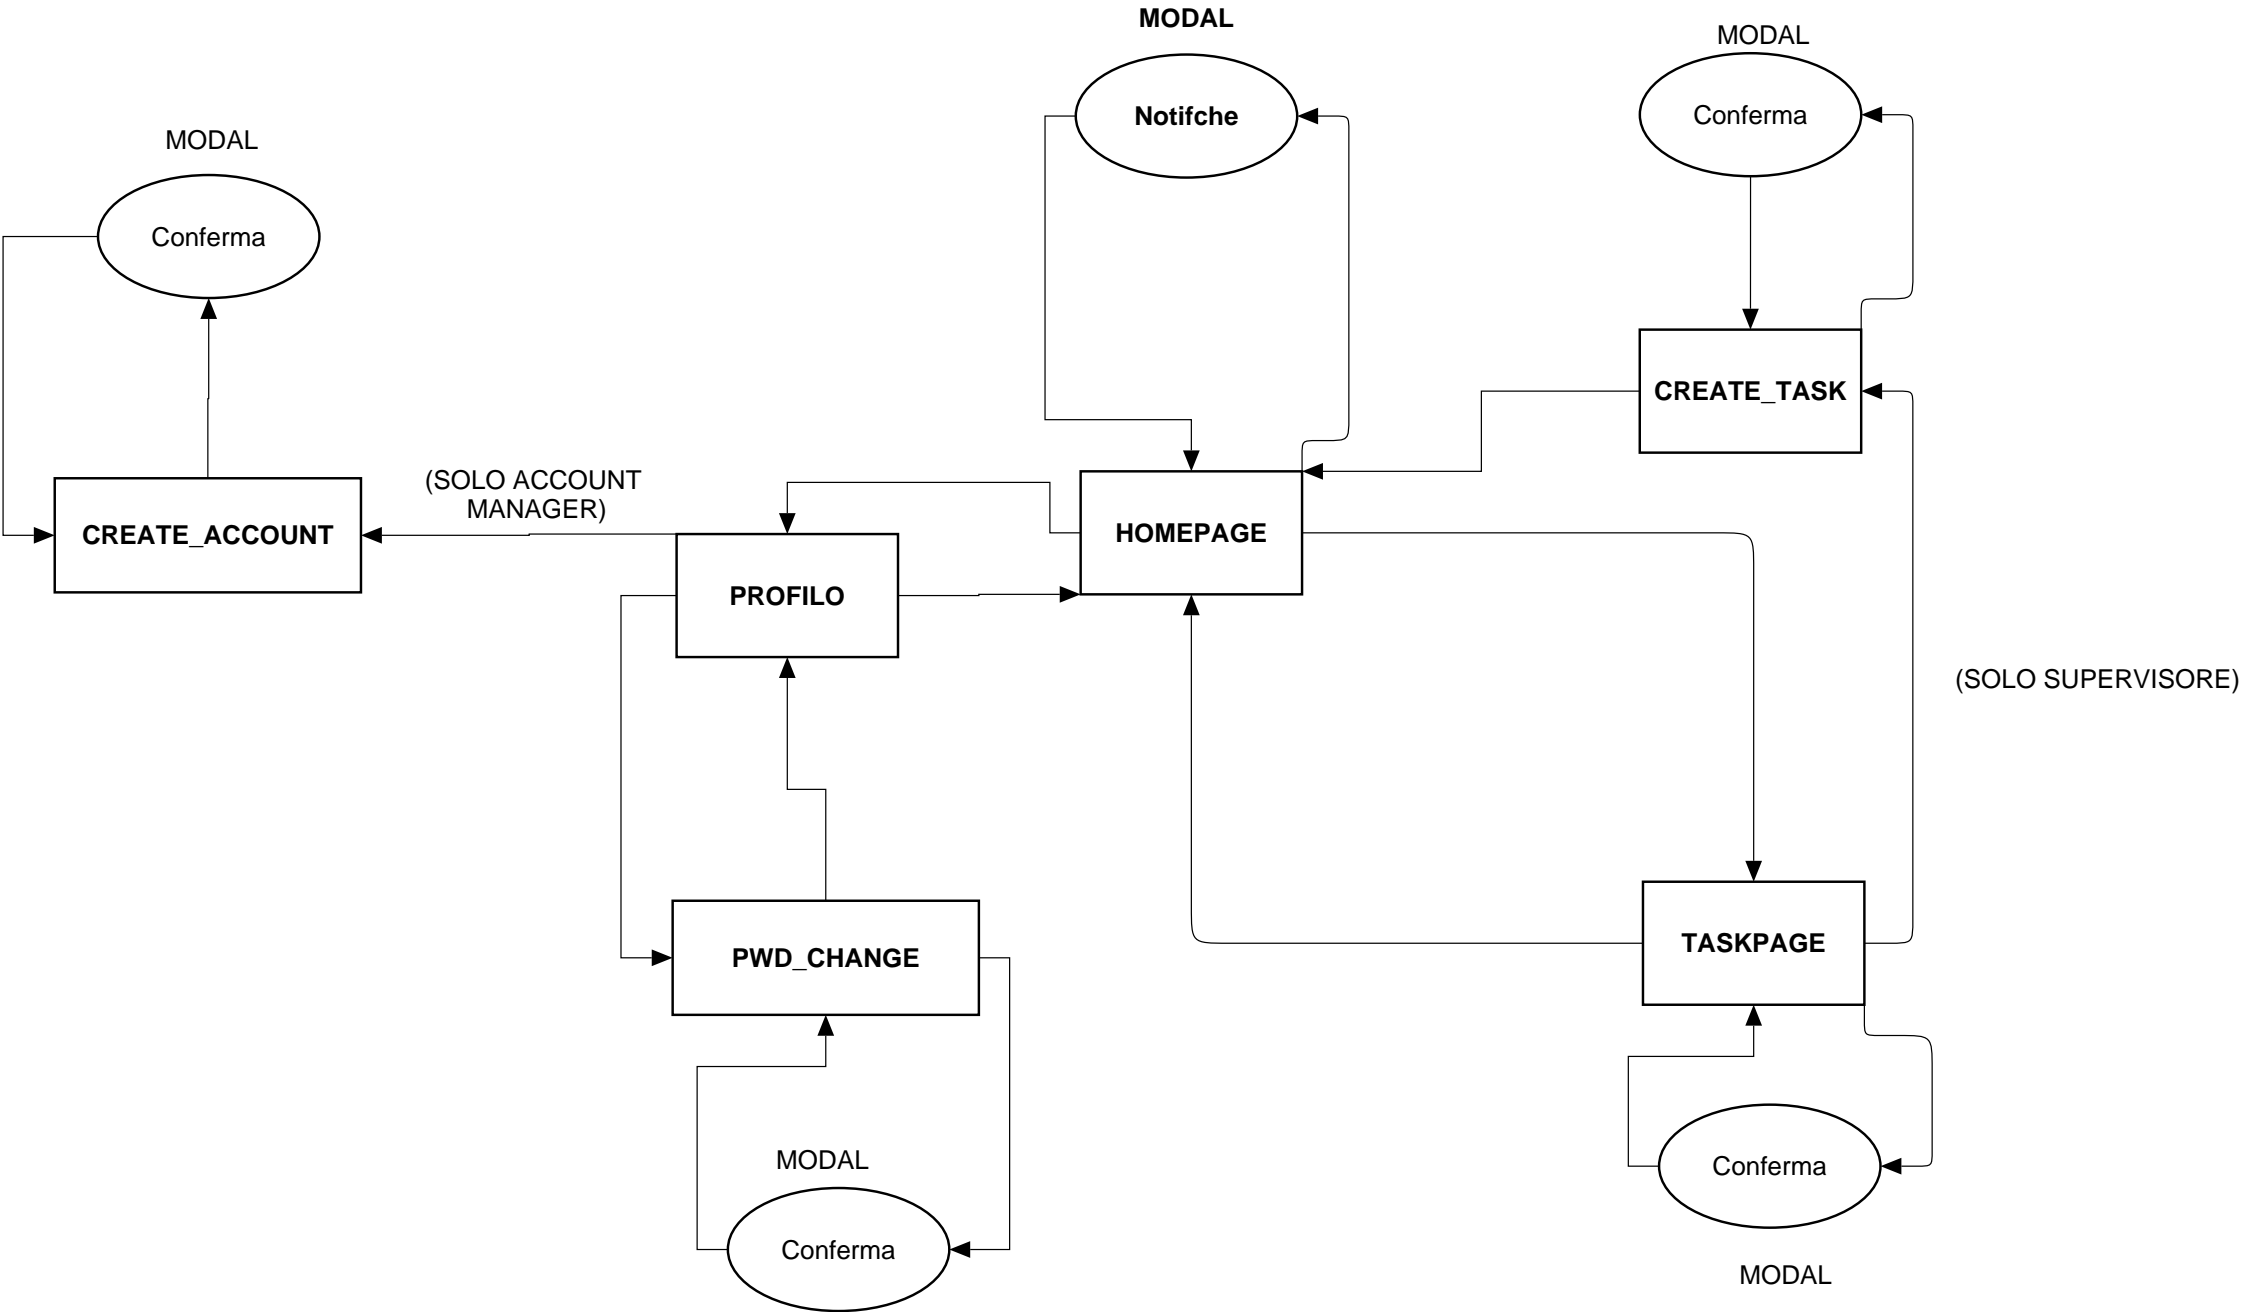 MODAL
Notifche
MODAL
Conferma
MODAL
Conferma
CREATE_TASK
(SOLO ACCOUNT
MANAGER)
CREATE_ACCOUNT
HOMEPAGE
PROFILO
(SOLO SUPERVISORE)
PWD_CHANGE
TASKPAGE
MODAL
Conferma
Conferma
MODAL